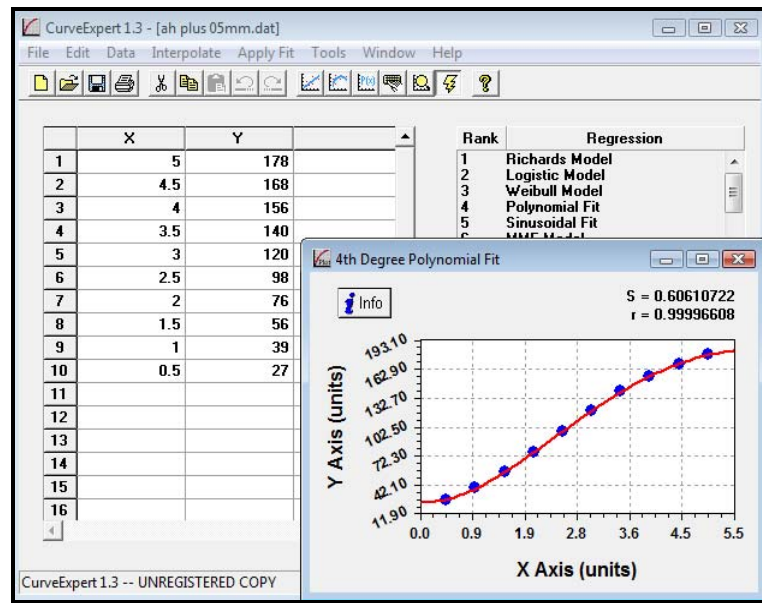 CurveExpert 1.3 - [ah plus 05mm.dat]
File Edit Data Interpolate Apply Fit Tools Window Help
X Y
1 5 178
2 4.5 168
3 4 156
4 3.5 140
5 3 120
6 2.5 98
7 2 76
8 1.5 56
9 1 39
10 0.5 27
11
12
13
14
15
16
Rank Regression
1 Richards Model
2 Logistic Model
3 Weibull Model
4 Polynomial Fit
5 Sinusoidal Fit
4th Degree Polynomial Fit
Info
S = 0.60610722
r = 0.99996608
Y Axis (units)
193.10
162.90
132.70
102.50
72.30
42.10
11.90
0.0 0.9 1.9 2.8 3.6 4.5 5.5
X Axis (units)
CurveExpert 1.3 -- UNREGISTERED COPY